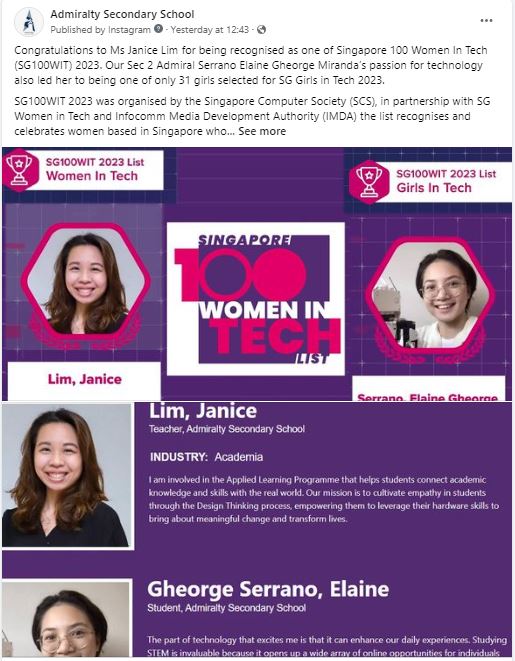 Admiralty Secondary School
Published by Instagram · Yesterday at 12:43 ·
Congratulations to Ms Janice Lim for being recognised as one of Singapore 100 Women In Tech
(SG100WIT) 2023. Our Sec 2 Admiral Serrano Elaine Gheorge Miranda's passion for technology
also led her to being one of only 31 girls selected for SG Girls in Tech 2023.
SG100WIT 2023 was organised by the Singapore Computer Society (SCS), in partnership with SG
Women in Tech and Infocomm Media Development Authority (IMDA) the list recognises and
celebrates women based in Singapore who... See more
SG100WIT 2023 List
Women In Tech
SG100WIT 2023 List
Girls In Tech
SINGAPORE
100
WOMEN IN
TECH
LIST
Lim, Janice
Serrano, Elaine Gheorge
Lim, Janice
Teacher, Admiralty Secondary School
INDUSTRY: Academia
I am involved in the Applied Learning Programme that helps students connect academic
knowledge and skills with the real world. Our mission is to cultivate empathy in students
through the Design Thinking process, empowering them to leverage their hardware skills to
bring about meaningful change and transform lives.
Gheorge Serrano, Elaine
Student, Admiralty Secondary School
The part of technology that excites me is that it can enhance our daily experiences. Studying
STEM is invaluable because it opens up a wide array of online opportunities for individuals